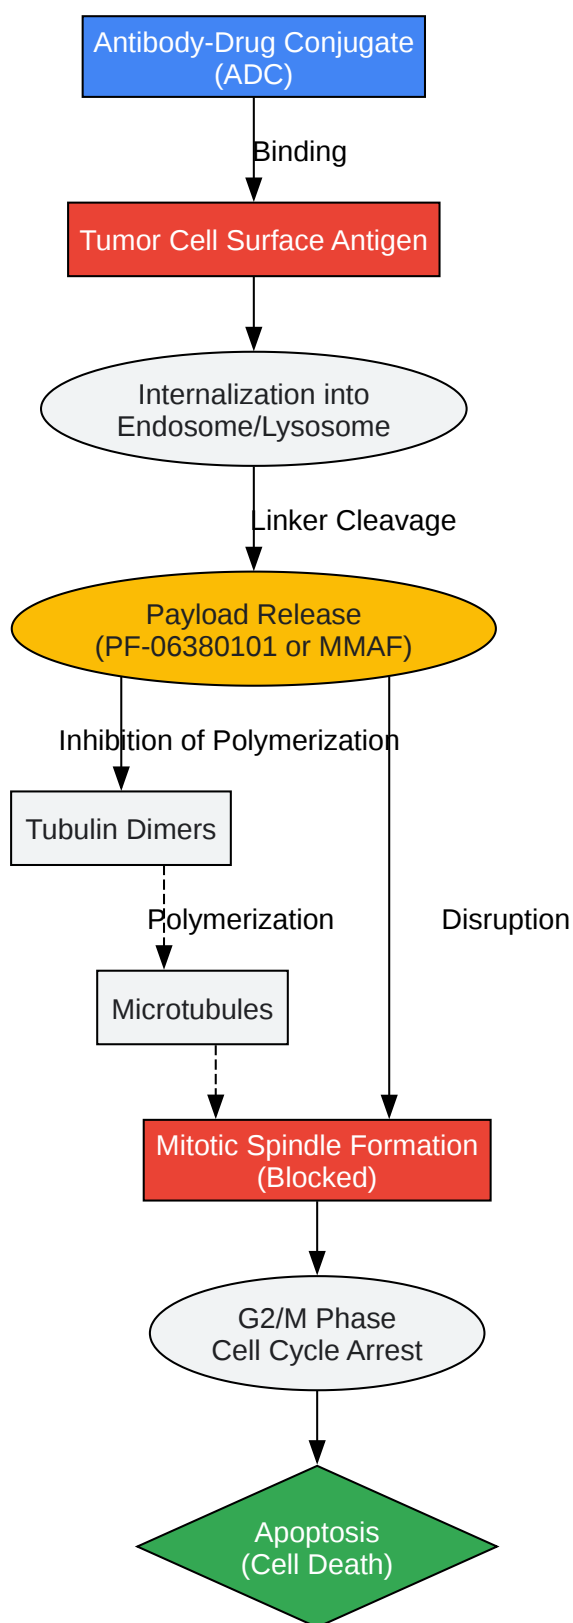 Antibody-Drug Conjugate
(ADC)
Binding
Tumor Cell Surface Antigen
Internalization into
Endosome/Lysosome
Linker Cleavage
Payload Release
(PF-06380101 or MMAF)
Inhibition of Polymerization
Tubulin Dimers
Polymerization
Disruption
Microtubules
Mitotic Spindle Formation
(Blocked)
G2/M Phase
Cell Cycle Arrest
Apoptosis
(Cell Death)